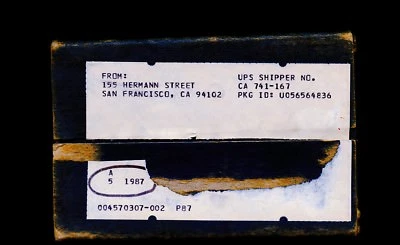 FROM: UPS SHIPPER NO.
155 HERMANN STREET CA 741-167
SAN FRANCISCO, CA 94102 PKG ID: U056564836
A
5 1987
004570307-002 P87